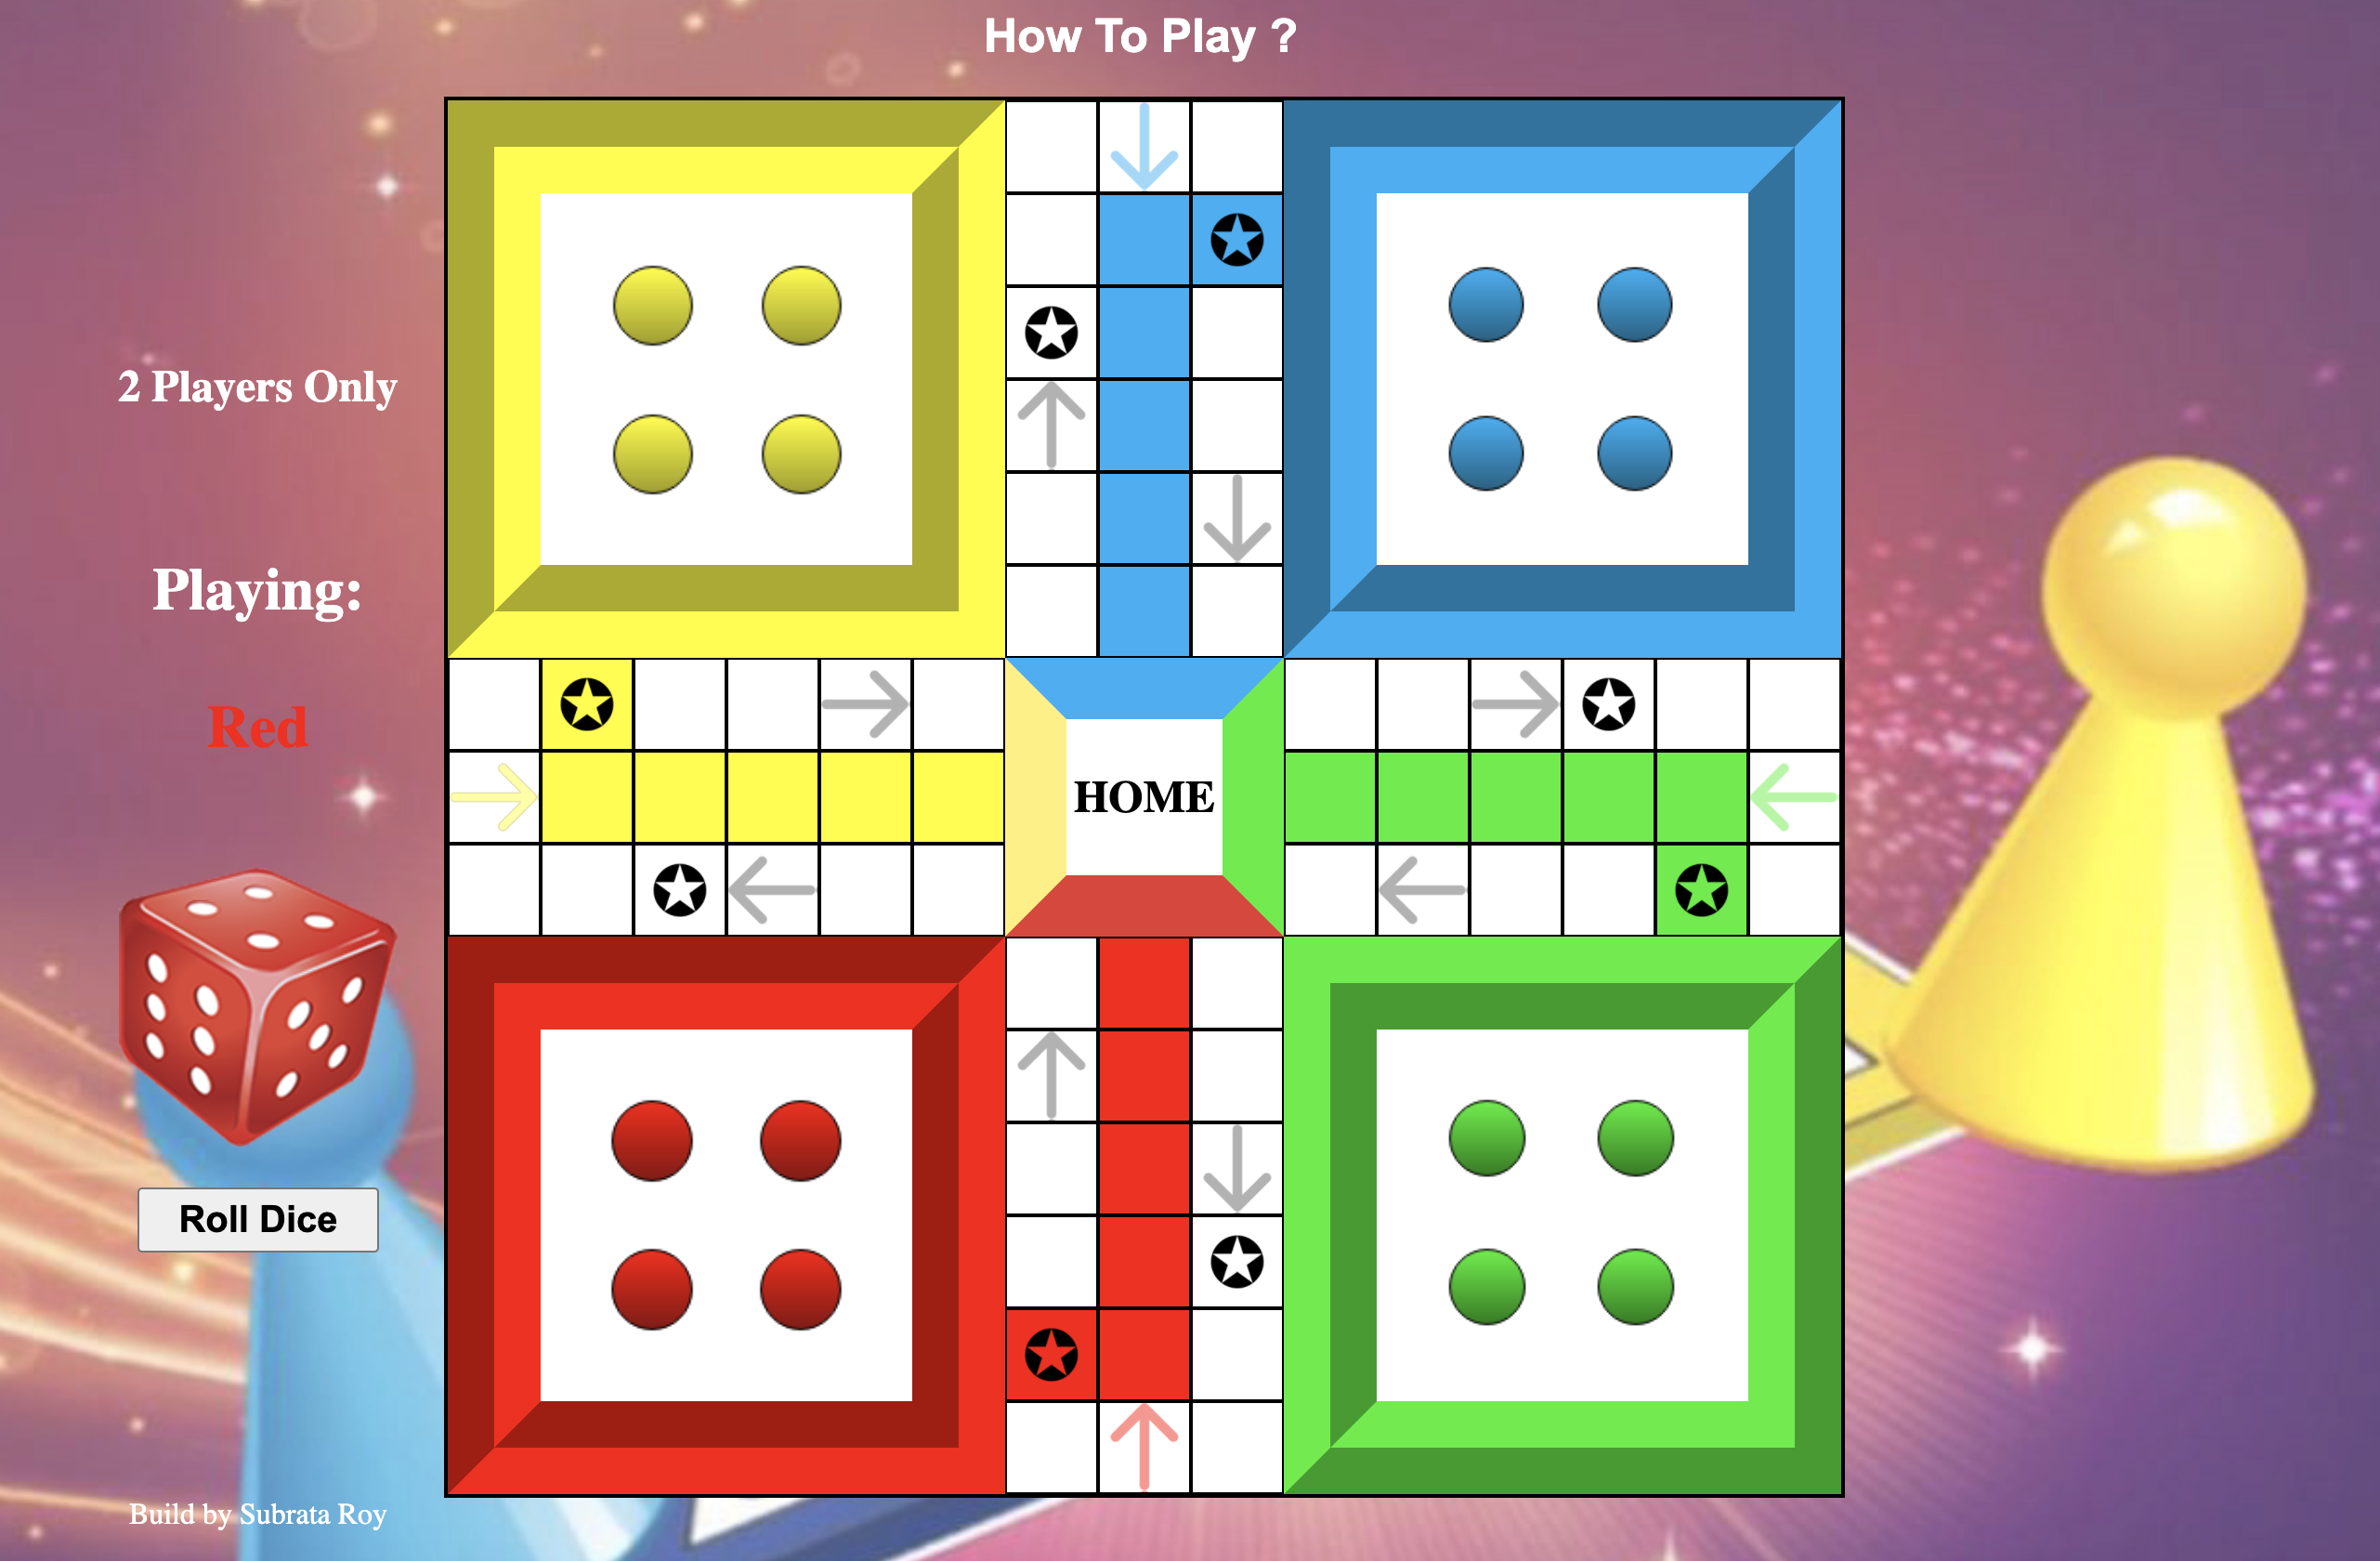 How To Play ?
2 Players Only
Playing:
Red
HOME
Roll Dice
Build by Subrata Roy